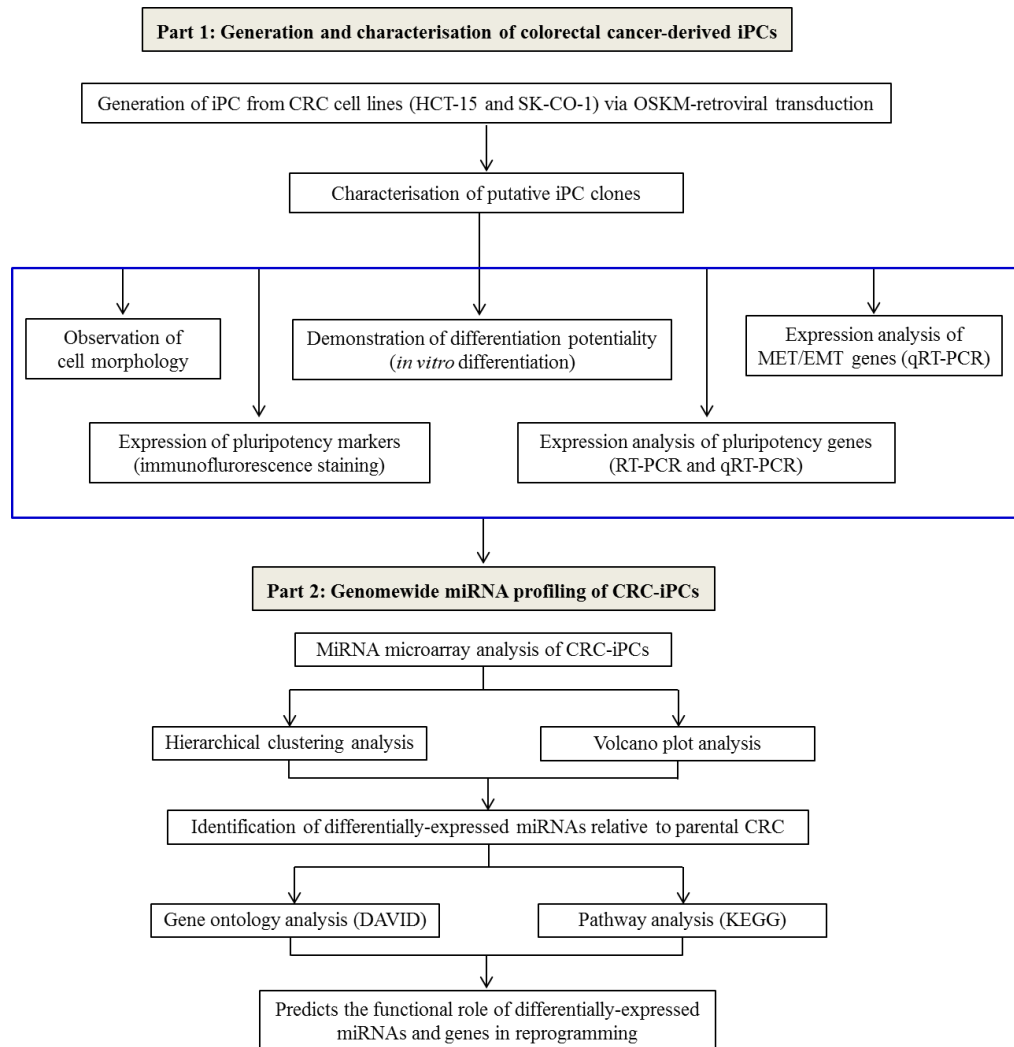 Part 1: Generation and characterisation of colorectal cancer-derived iPCs
Generation of iPC from CRC cell lines (HCT-15 and SK-CO-1) via OSKM-retroviral transduction
Characterisation of putative iPC clones
Observation of
cell morphology
Demonstration of differentiation potentiality
(in vitro differentiation)
Expression analysis of
MET/EMT genes (qRT-PCR)
Expression of pluripotency markers
(immunoflurorescence staining)
Expression analysis of pluripotency genes
(RT-PCR and qRT-PCR)
Part 2: Genomewide miRNA profiling of CRC-iPCs
MiRNA microarray analysis of CRC-iPCs
Hierarchical clustering analysis
Volcano plot analysis
Identification of differentially-expressed miRNAs relative to parental CRC
Gene ontology analysis (DAVID)
Pathway analysis (KEGG)
Predicts the functional role of differentially-expressed
miRNAs and genes in reprogramming